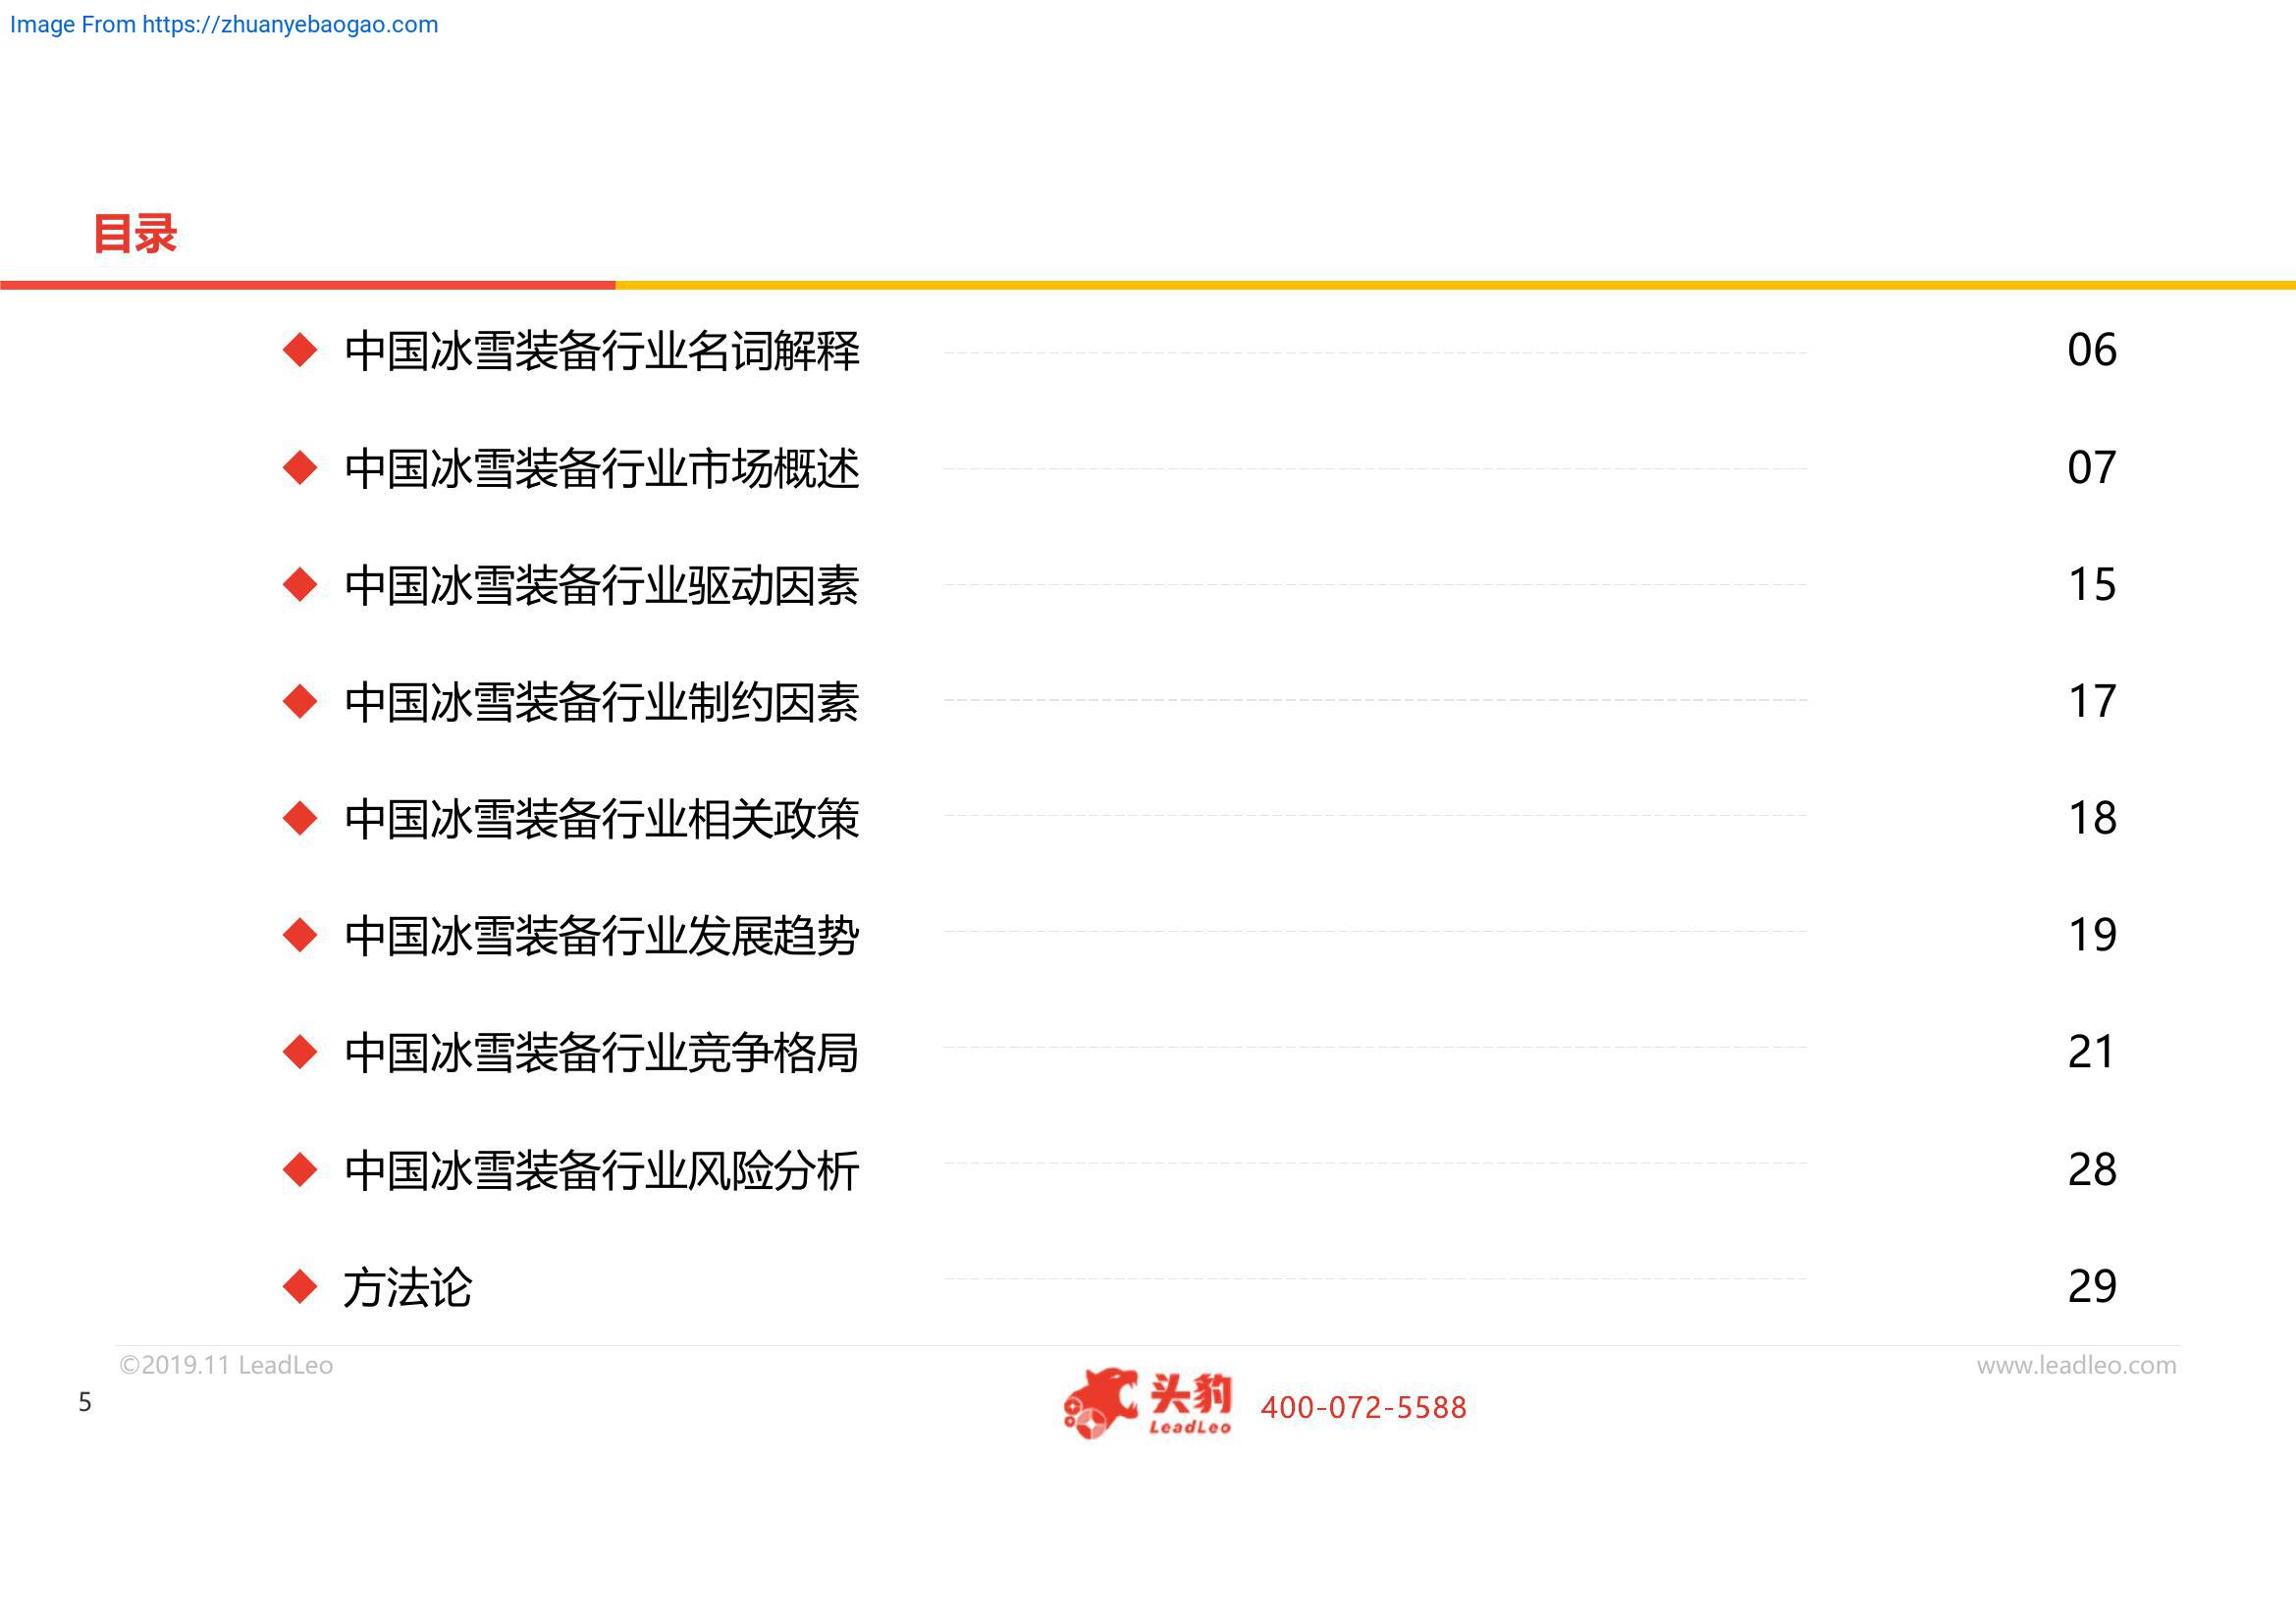 Image From https://zhuanyebaogao.com
目录
◆ 中国冰雪装备行业名词解释 06
◆ 中国冰雪装备行业市场概述 07
◆ 中国冰雪装备行业驱动因素 15
◆ 中国冰雪装备行业制约因素 17
◆ 中国冰雪装备行业相关政策 18
◆ 中国冰雪装备行业发展趋势 19
◆ 中国冰雪装备行业竞争格局 21
◆ 中国冰雪装备行业风险分析 28
◆ 方法论 29
©2019.11 LeadLeo
www.leadleo.com
5
头豹
LeadLeo
400-072-5588